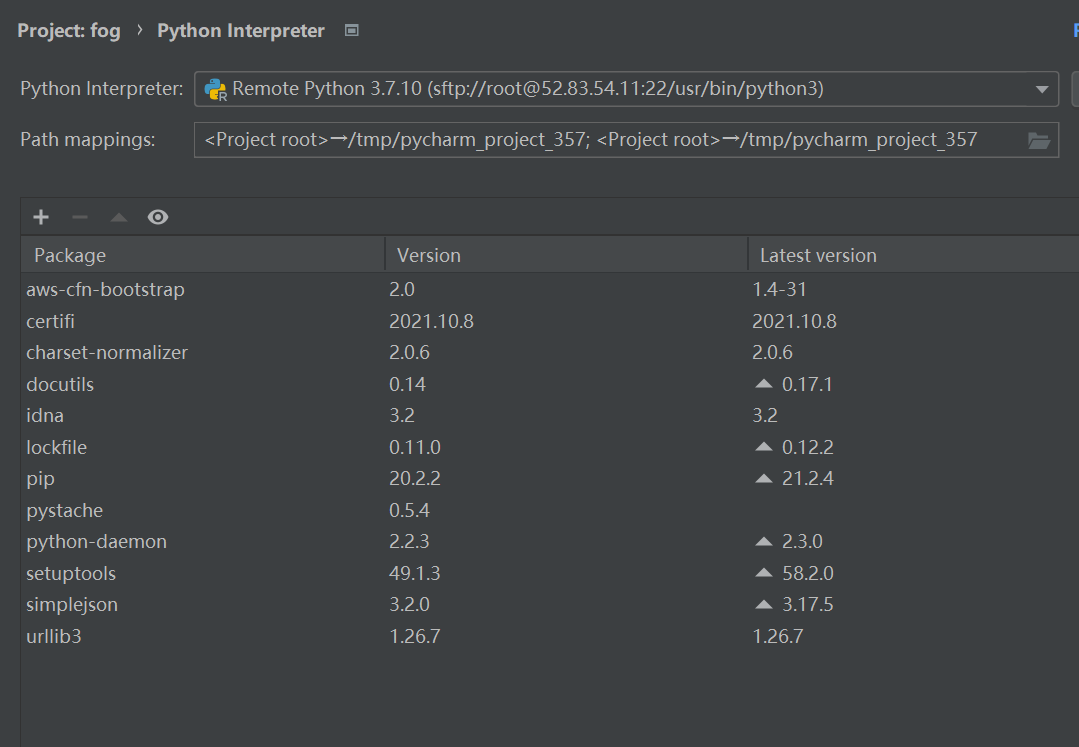 Project: fog › Python Interpreter
Python Interpreter: Remote Python 3.7.10 (sftp://root@52.83.54.11:22/usr/bin/python3)
Path mappings: <Project root>→/tmp/pycharm_project_357; <Project root>→/tmp/pycharm_project_357
Package Version Latest version
aws-cfn-bootstrap 2.0 1.4-31
certifi 2021.10.8 2021.10.8
charset-normalizer 2.0.6 2.0.6
docutils 0.14 0.17.1
idna 3.2 3.2
lockfile 0.11.0 0.12.2
pip 20.2.2 21.2.4
pystache 0.5.4
python-daemon 2.2.3 2.3.0
setuptools 49.1.3 58.2.0
simplejson 3.2.0 3.17.5
urllib3 1.26.7 1.26.7